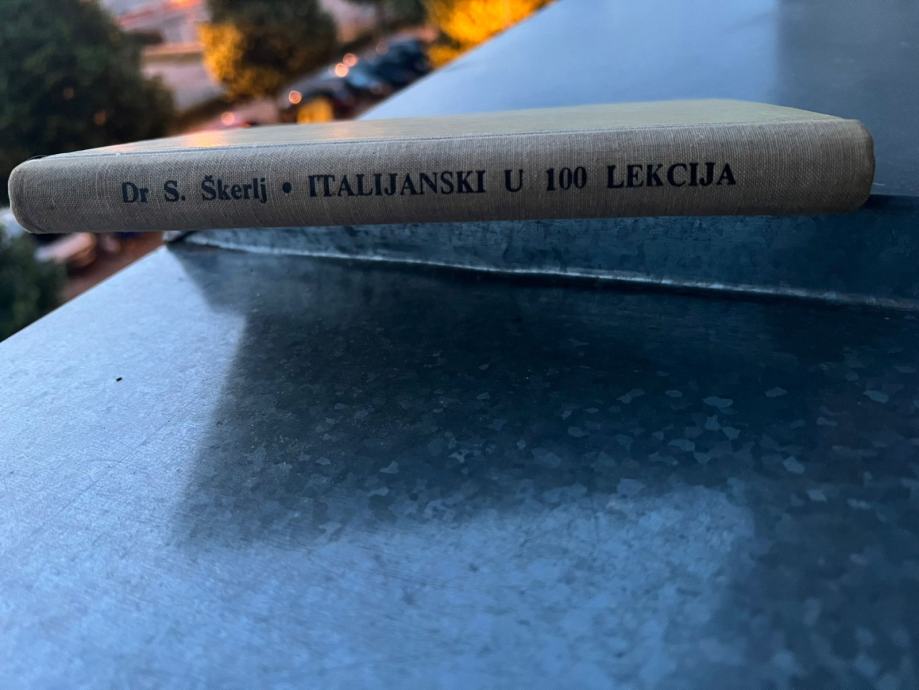 Dr S. Škerlj • ITALIJANSKI U 100 LEKCIJA